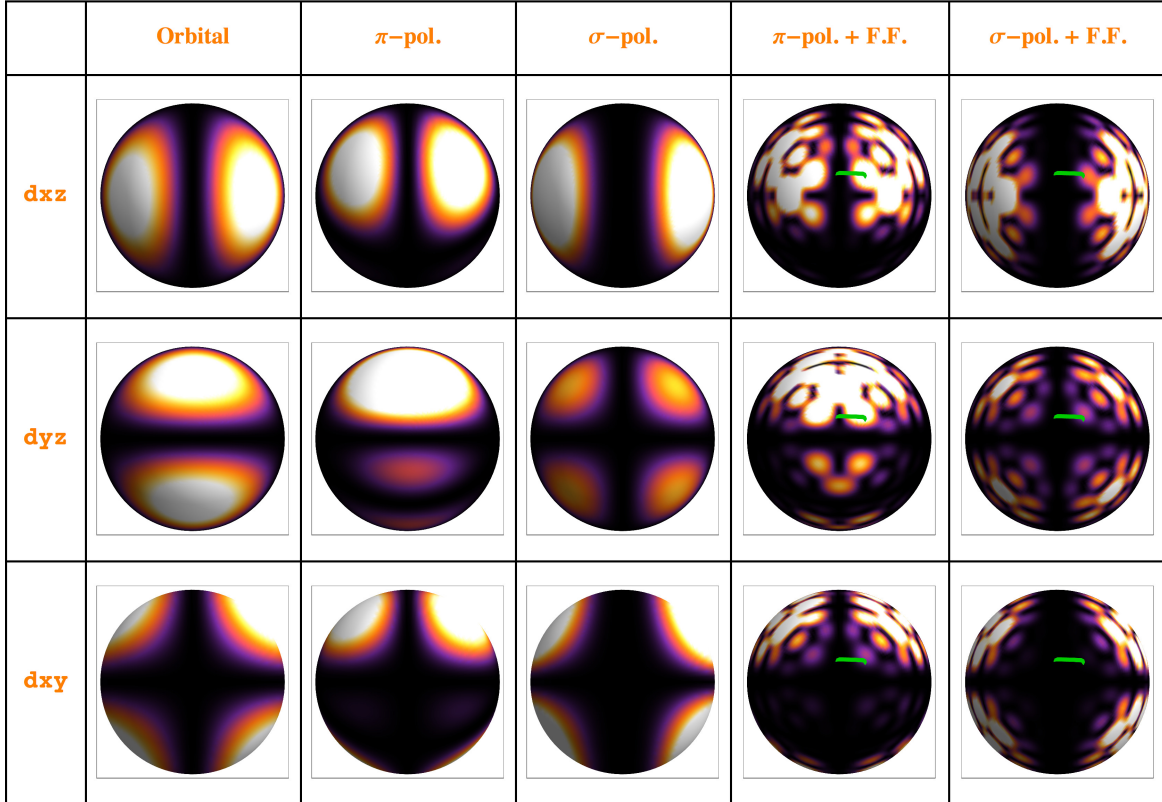 Orbital π−pol. σ−pol. π−pol. + F.F. σ−pol. + F.F.
dxz
dyz
dxy